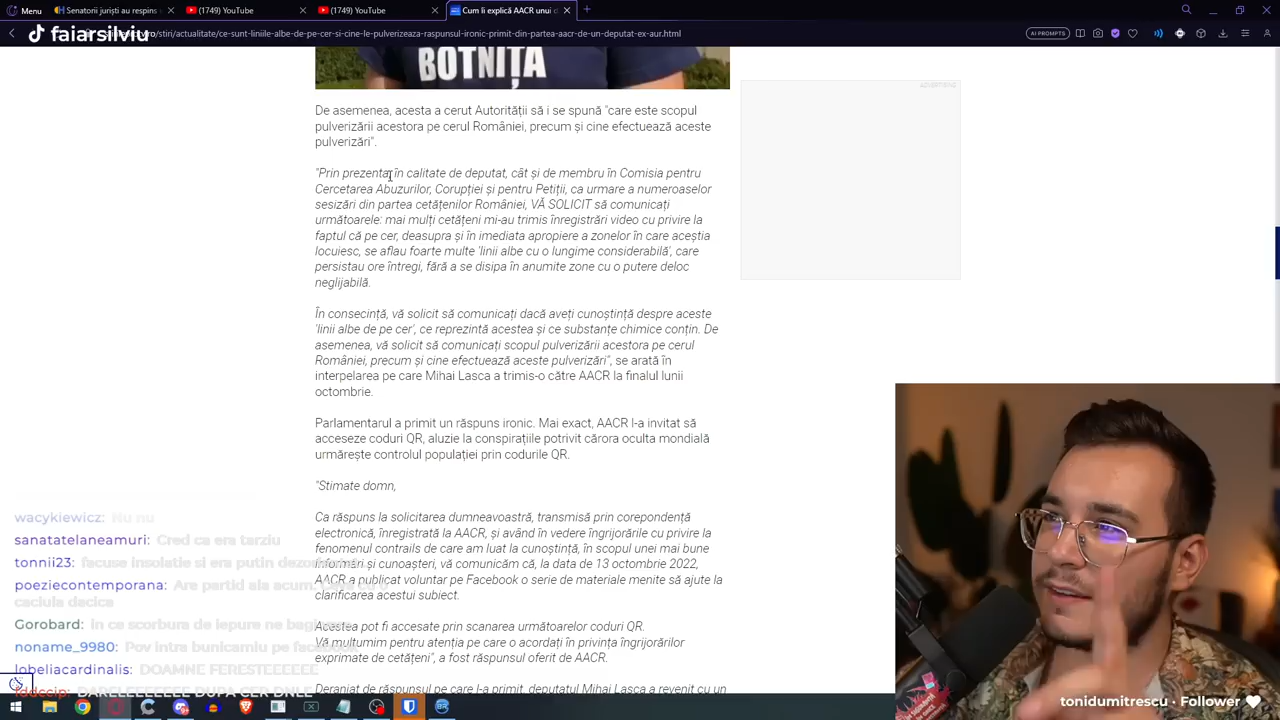 Menu
Senatorii juriști au respins
(1749) YouTube
(1749) YouTube
Cum îi explică AACR unui d
faiarsilviu
/stiri/actualitate/ce-sunt-liniile-albe-de-pe-cer-si-cine-le-pulverizeaza-raspunsul-ironic-primit-din-partea-aacr-de-un-deputat-ex-aur.html
AI PROMPTS
BOTNIȚA
ADVERTISING
De asemenea, acesta a cerut Autorității să i se spună "care este scopul
pulverizării acestora pe cerul României, precum și cine efectuează aceste
pulverizări".
"Prin prezenta, în calitate de deputat, cât și de membru în Comisia pentru
Cercetarea Abuzurilor, Corupției și pentru Petiții, ca urmare a numeroaselor
sesizări din partea cetățenilor României, VĂ SOLICIT să comunicați
următoarele: mai mulți cetățeni mi-au trimis înregistrări video cu privire la
faptul că pe cer, deasupra și în imediata apropiere a zonelor în care aceștia
locuiesc, se aflau foarte multe 'linii albe cu o lungime considerabilă', care
persistau ore întregi, fără a se disipa în anumite zone cu o putere deloc
neglijabilă.
În consecință, vă solicit să comunicați dacă aveți cunoștință despre aceste
'linii albe de pe cer', ce reprezintă acestea și ce substanțe chimice conțin. De
asemenea, vă solicit să comunicați scopul pulverizării acestora pe cerul
României, precum și cine efectuează aceste pulverizări", se arată în
interpelarea pe care Mihai Lasca a trimis-o către AACR la finalul lunii
octombrie.
Parlamentarul a primit un răspuns ironic. Mai exact, AACR l-a invitat să
acceseze coduri QR, aluzie la conspirațiile potrivit cărora oculta mondială
urmărește controlul populației prin codurile QR.
"Stimate domn,
Ca răspuns la solicitarea dumneavoastră, transmisă prin corepondență
electronică, înregistrată la AACR, și având în vedere îngrijorările cu privire la
fenomenul contrails de care am luat la cunoștință, în scopul unei mai bune
informări și cunoașteri, vă comunicăm că, la data de 13 octombrie 2022,
AACR a publicat voluntar pe Facebook o serie de materiale menite să ajute la
clarificarea acestui subiect.
Acestea pot fi accesate prin scanarea următoarelor coduri QR.
Vă mulțumim pentru atenția pe care o acordați în privința îngrijorărilor
exprimate de cetățeni", a fost răspunsul oferit de AACR.
Deranjat de răspunsul pe care l-a primit, deputatul Mihai Lasca a revenit cu un
wacykiewicz: Nu nu
sanatatelaneamuri: Cred ca era tarziu
tonnii23: facuse insolatie si era putin
poeziecontemporana: Are partid ala acum.
caciula dacica
Gorobard: in ce scorbura de iepure ne
noname_9980: Pov intra bunicamiu pe facebook
lobeliacardinalis: DOAMNE FERESTEEEEEE
DARELEEEEEEE DUPA CER DNLE
tonidumitrescu · Follower